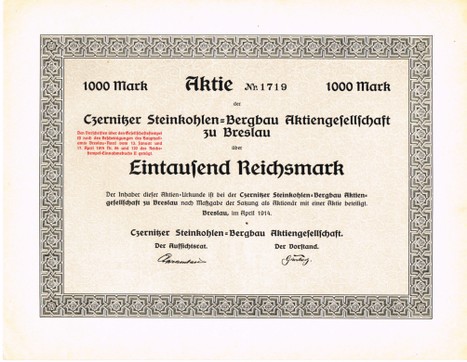 1000 Mark Aktie Nr. 1719 1000 Mark
der
Czernitzer Steinkohlen=Bergbau Aktiengesellschaft
zu Breslau
über
Eintausend Reichsmark
Der Inhaber dieser Aktien-Urkunde ist bei der Czernitzer Steinkohlen=Bergbau Aktien-
gesellschaft zu Breslau nach Maßgabe der Satzung als Aktionär mit einer Aktie beteiligt.
Breslau, im April 1914.
Czernitzer Steinkohlen=Bergbau Aktiengesellschaft.
Der Aufsichtsrat. Der Vorstand.